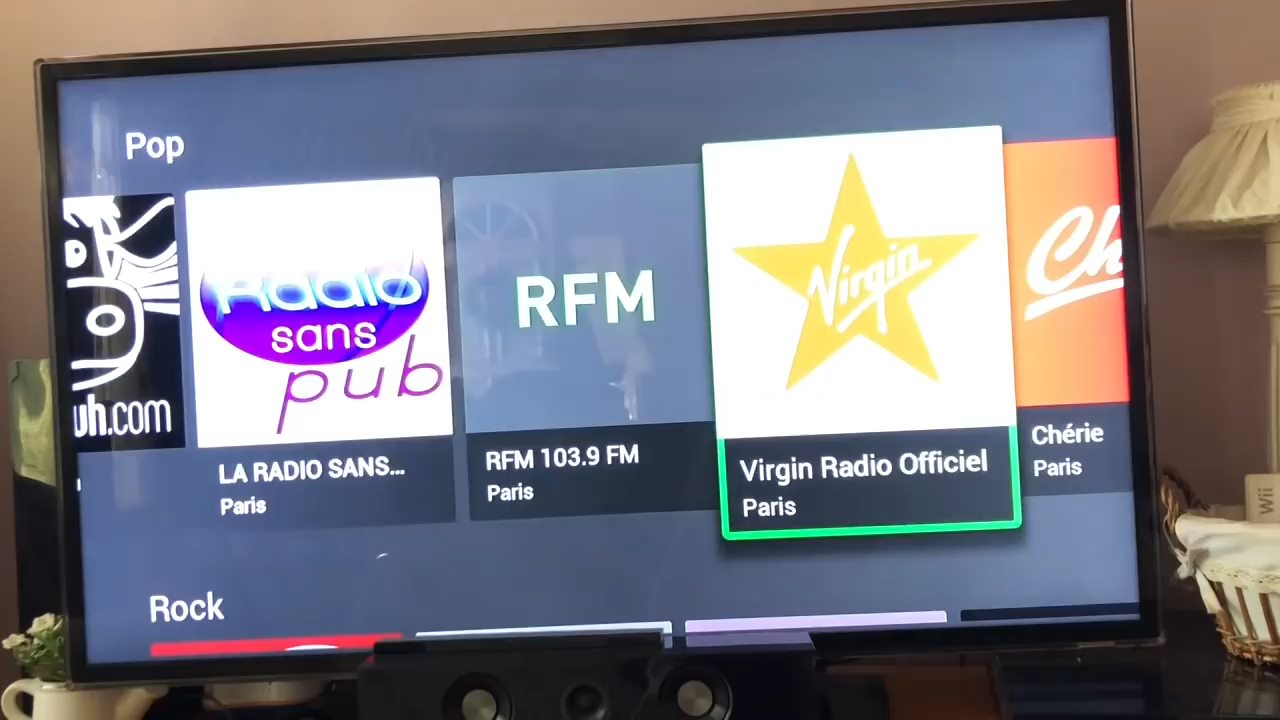 Pop
uh.com
Radio
sans
pub
LA RADIO SANS...
Paris
RFM
RFM 103.9 FM
Paris
Virgin
Virgin Radio Officiel
Paris
Ch
Chérie
Paris
Rock
Wii